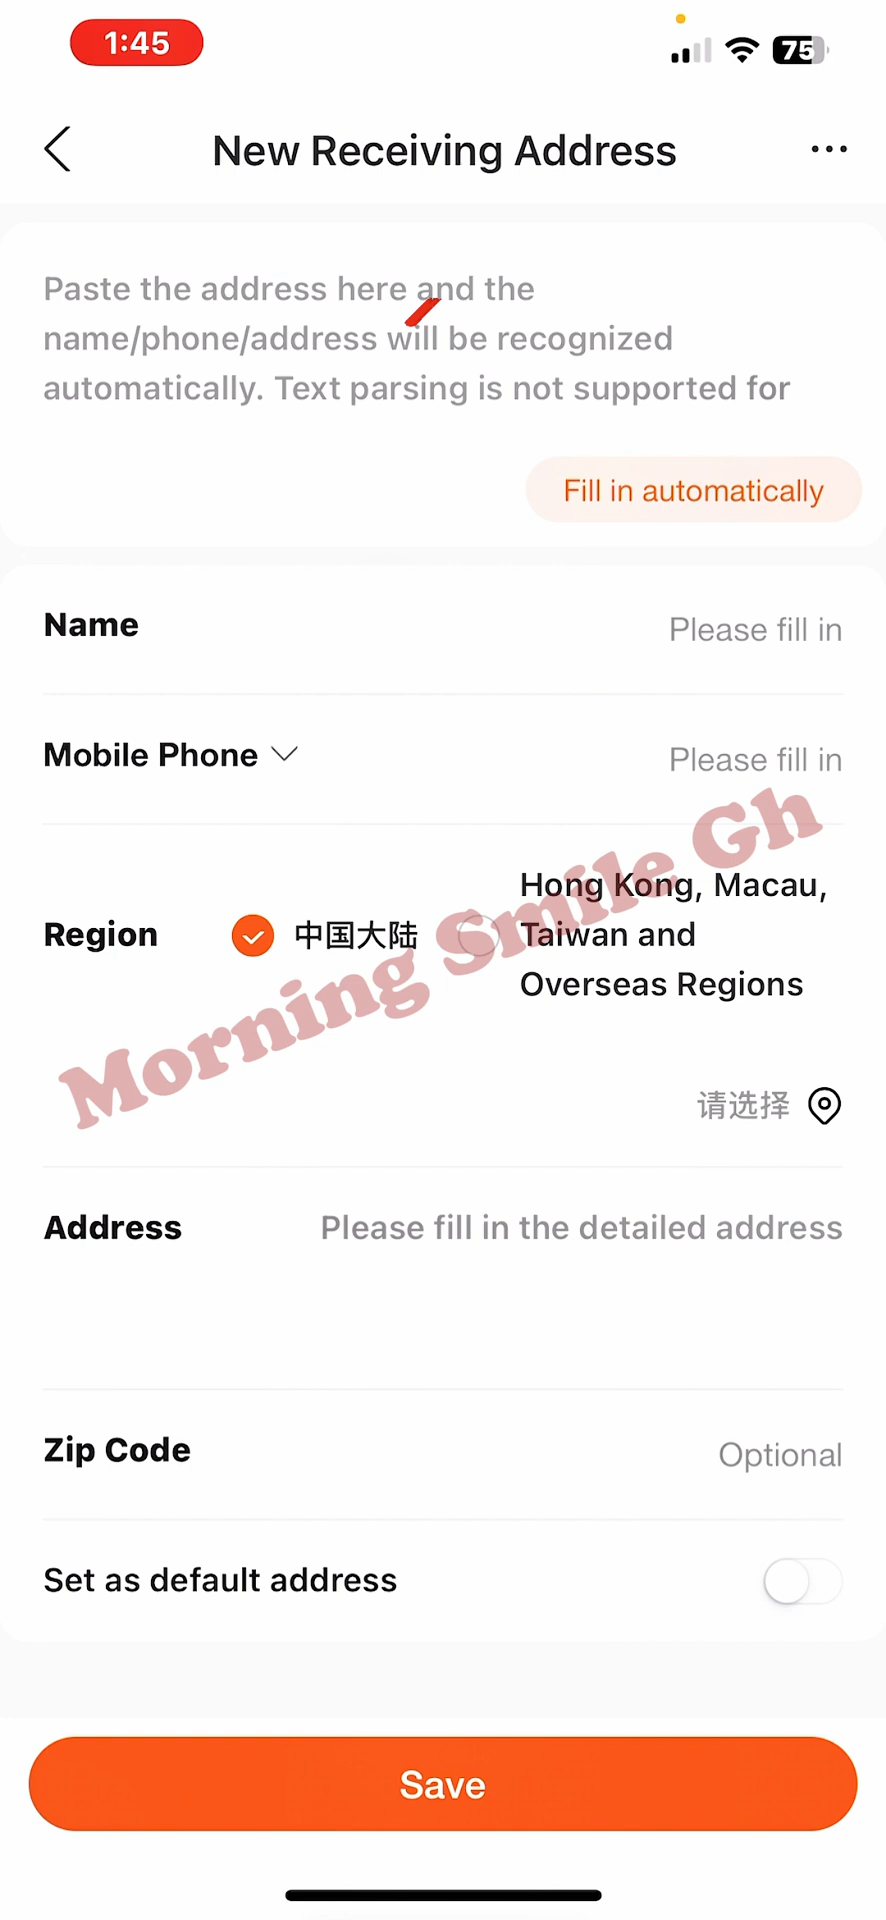 1:45
75
New Receiving Address
Paste the address here and the
name/phone/address will be recognized
automatically. Text parsing is not supported for
Fill in automatically
Name
Please fill in
Mobile Phone
Please fill in
Region
中国大陆
Hong Kong, Macau,
Taiwan and
Overseas Regions
Morning Smile Gh
请选择
Address
Please fill in the detailed address
Zip Code
Optional
Set as default address
Save